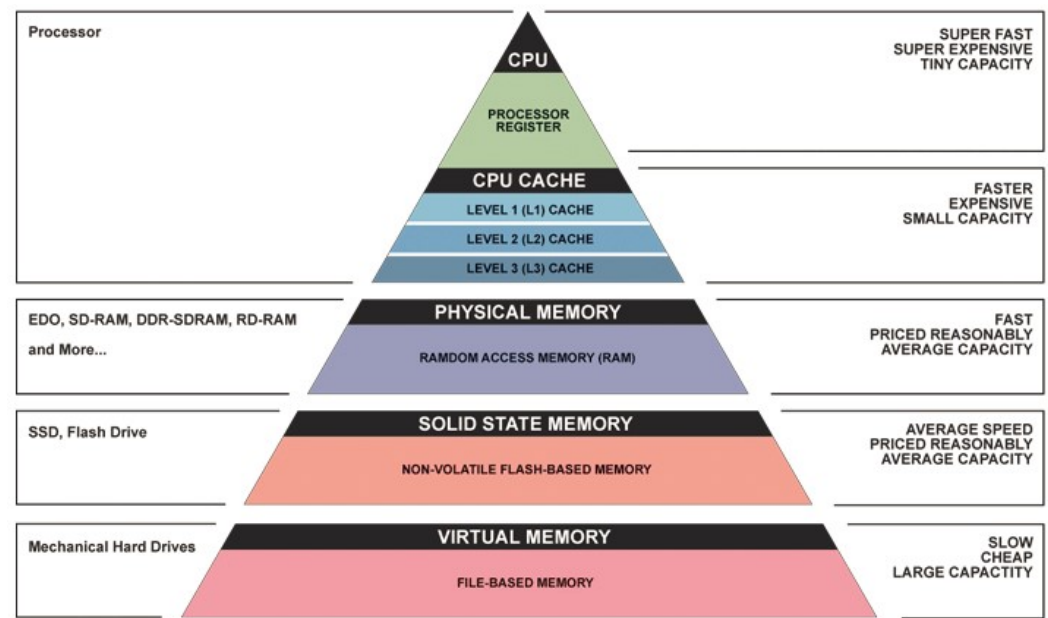 Processor
CPU
SUPER FAST
SUPER EXPENSIVE
TINY CAPACITY
PROCESSOR
REGISTER
CPU CACHE
LEVEL 1 (L1) CACHE
LEVEL 2 (L2) CACHE
LEVEL 3 (L3) CACHE
FASTER
EXPENSIVE
SMALL CAPACITY
EDO, SD-RAM, DDR-SDRAM, RD-RAM
and More...
PHYSICAL MEMORY
RAMDOM ACCESS MEMORY (RAM)
FAST
PRICED REASONABLY
AVERAGE CAPACITY
SSD, Flash Drive
SOLID STATE MEMORY
NON-VOLATILE FLASH-BASED MEMORY
AVERAGE SPEED
PRICED REASONABLY
AVERAGE CAPACITY
Mechanical Hard Drives
VIRTUAL MEMORY
FILE-BASED MEMORY
SLOW
CHEAP
LARGE CAPACTITY